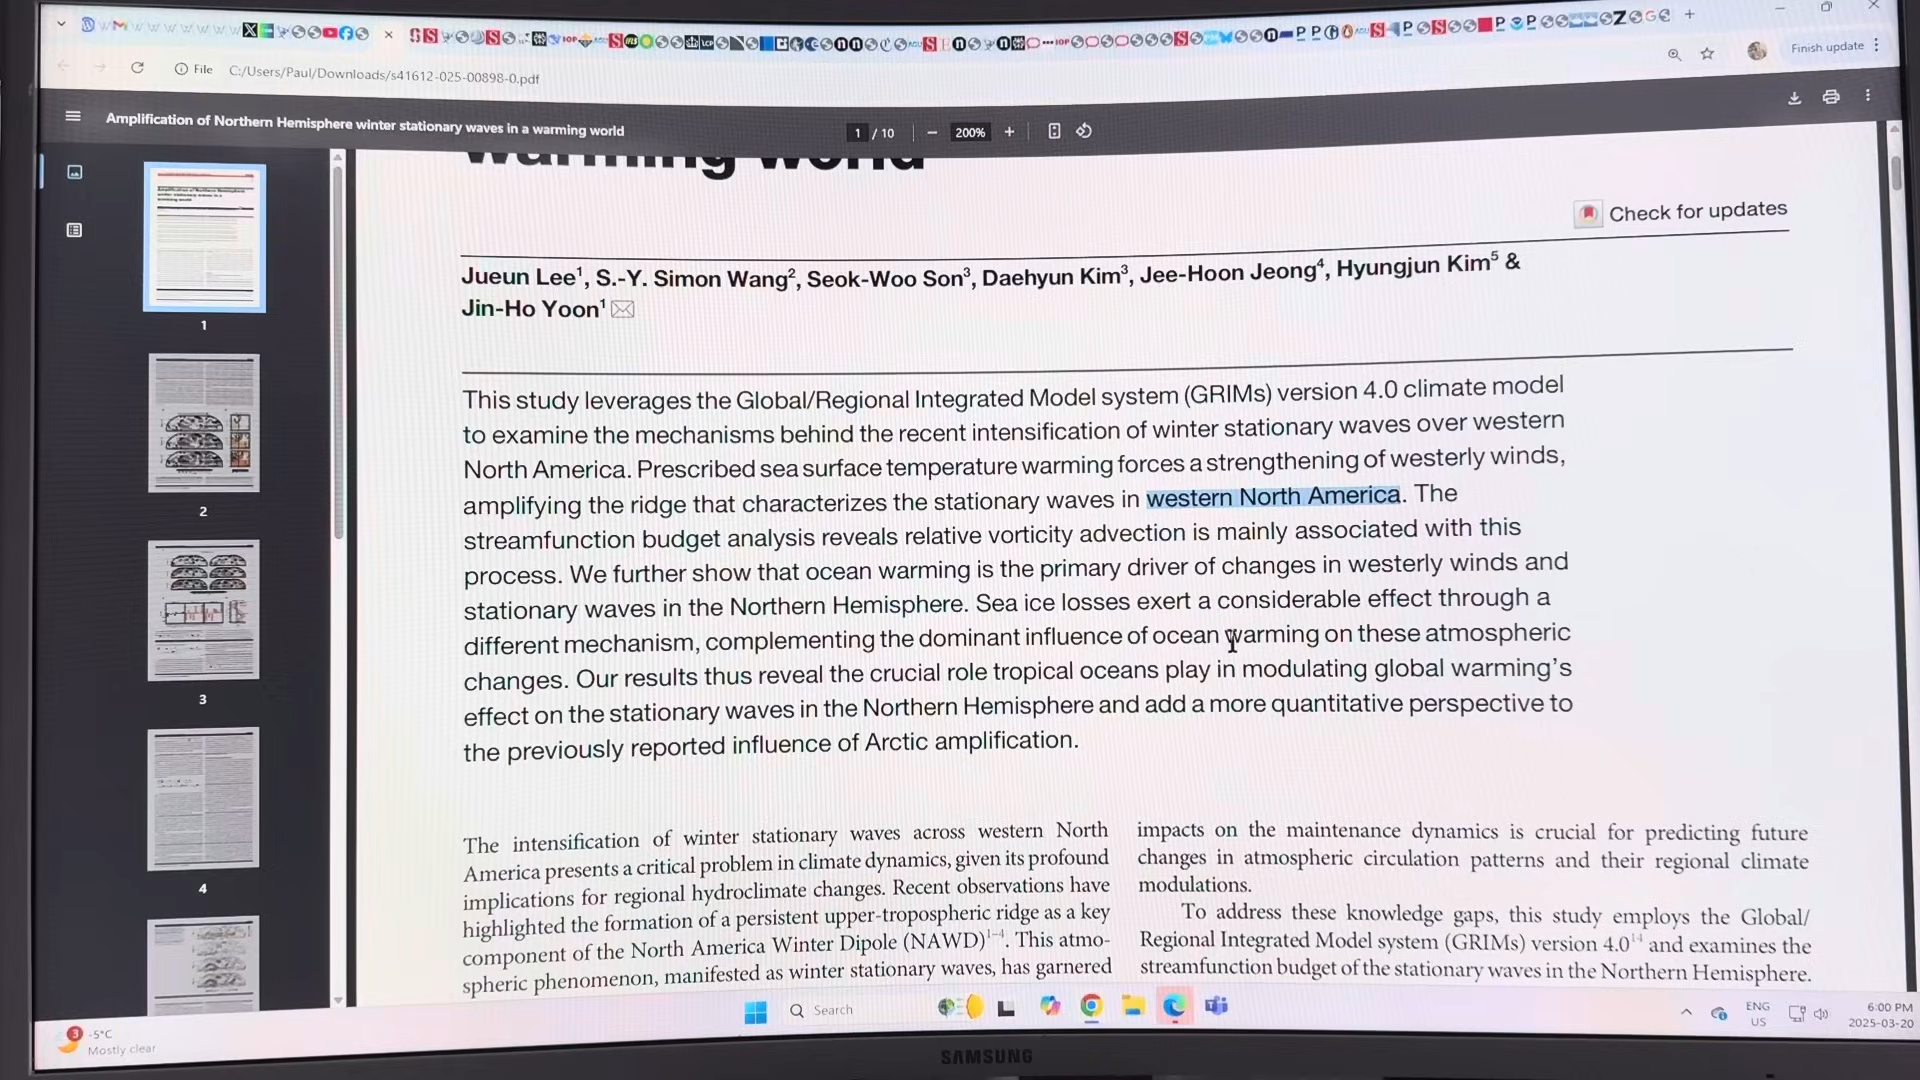 Finish update
File C:/Users/Paul/Downloads/s41612-025-00898-0.pdf
Amplification of Northern Hemisphere winter stationary waves in a warming world
1 / 10
200%
warming world
Check for updates
Jueun Lee¹, S.-Y. Simon Wang², Seok-Woo Son³, Daehyun Kim³, Jee-Hoon Jeong⁴, Hyungjun Kim⁵ &
Jin-Ho Yoon¹
This study leverages the Global/Regional Integrated Model system (GRIMs) version 4.0 climate model
to examine the mechanisms behind the recent intensification of winter stationary waves over western
North America. Prescribed sea surface temperature warming forces a strengthening of westerly winds,
amplifying the ridge that characterizes the stationary waves in western North America. The
streamfunction budget analysis reveals relative vorticity advection is mainly associated with this
process. We further show that ocean warming is the primary driver of changes in westerly winds and
stationary waves in the Northern Hemisphere. Sea ice losses exert a considerable effect through a
different mechanism, complementing the dominant influence of ocean warming on these atmospheric
changes. Our results thus reveal the crucial role tropical oceans play in modulating global warming's
effect on the stationary waves in the Northern Hemisphere and add a more quantitative perspective to
the previously reported influence of Arctic amplification.
The intensification of winter stationary waves across western North
America presents a critical problem in climate dynamics, given its profound
implications for regional hydroclimate changes. Recent observations have
highlighted the formation of a persistent upper-tropospheric ridge as a key
component of the North America Winter Dipole (NAWD)¹⁻⁴. This atmo-
spheric phenomenon, manifested as winter stationary waves, has garnered
impacts on the maintenance dynamics is crucial for predicting future
changes in atmospheric circulation patterns and their regional climate
modulations.
To address these knowledge gaps, this study employs the Global/
Regional Integrated Model system (GRIMs) version 4.0¹⁴ and examines the
streamfunction budget of the stationary waves in the Northern Hemisphere.
1
2
3
4
3
-5°C
Mostly clear
Search
ENG
US
6:00 PM
2025-03-20
SAMSUNG